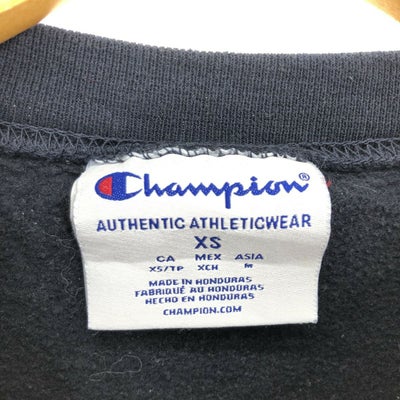 Champion®
AUTHENTIC ATHLETICWEAR
XS
CA MEX ASIA
XS/TP XCH M
MADE IN HONDURAS
FABRIQUÉ AU HONDURAS
HECHO EN HONDURAS
CHAMPION.COM